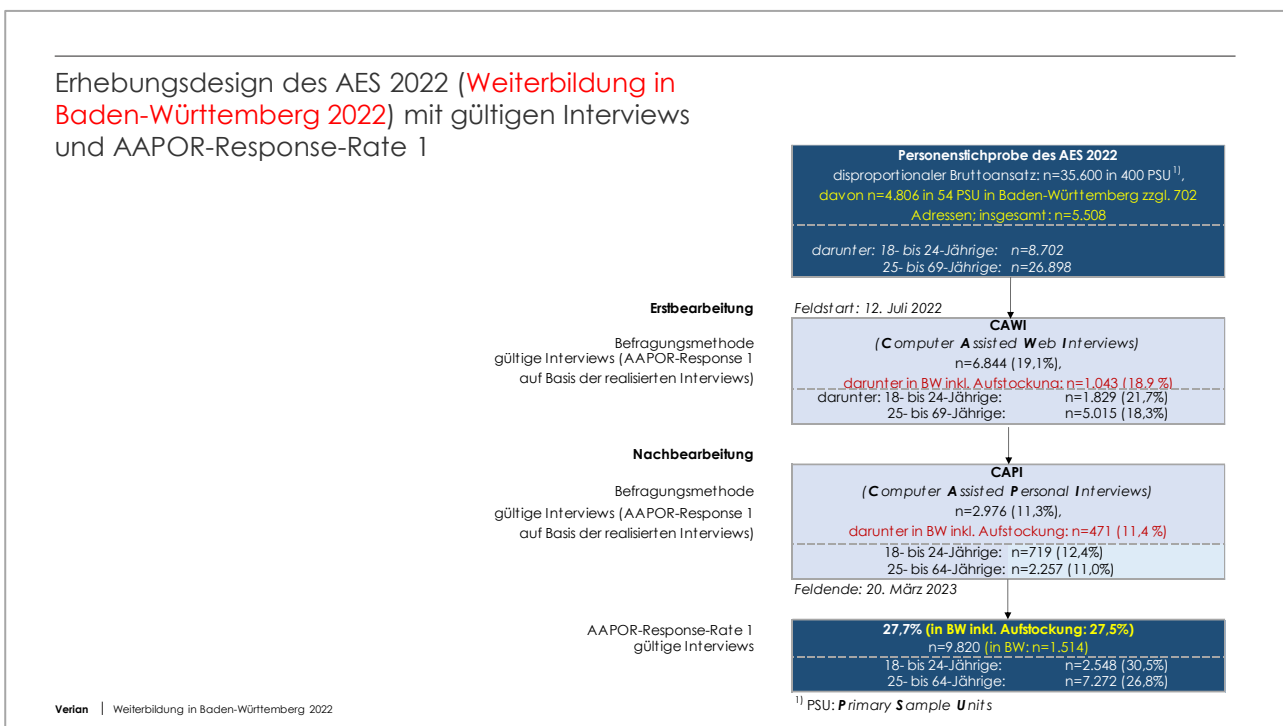 Erhebungsdesign des AES 2022 (Weiterbildung in
Baden-Württemberg 2022) mit gültigen Interviews
und AAPOR-Response-Rate 1
Personenstichprobe des AES 2022
disproportionaler Bruttoansatz: n=35.600 in 400 PSU 1),
davon n=4.806 in 54 PSU in Baden-Württemberg zzgl. 702
Adressen; insgesamt: n=5.508
darunter: 18- bis 24-Jährige: n=8.702
25- bis 69-Jährige: n=26.898
Erstbearbeitung
Feldstart: 12. Juli 2022
Befragungsmethode
gültige Interviews (AAPOR-Response 1
auf Basis der realisierten Interviews)
CAWI
(Computer Assisted Web Interviews)
n=6.844 (19,1%),
darunter in BW inkl. Aufstockung: n=1.043 (18,9 %)
darunter: 18- bis 24-Jährige: n=1.829 (21,7%)
25- bis 69-Jährige: n=5.015 (18,3%)
Nachbearbeitung
Befragungsmethode
gültige Interviews (AAPOR-Response 1
auf Basis der realisierten Interviews)
CAPI
(Computer Assisted Personal Interviews)
n=2.976 (11,3%),
darunter in BW inkl. Aufstockung: n=471 (11,4 %)
18- bis 24-Jährige: n=719 (12,4%)
25- bis 64-Jährige: n=2.257 (11,0%)
Feldende: 20. März 2023
AAPOR-Response-Rate 1
gültige Interviews
27,7% (in BW inkl. Aufstockung: 27,5%)
n=9.820 (in BW: n=1.514)
18- bis 24-Jährige: n=2.548 (30,5%)
25- bis 64-Jährige: n=7.272 (26,8%)
1) PSU: Primary Sample Units
Verian | Weiterbildung in Baden-Württemberg 2022